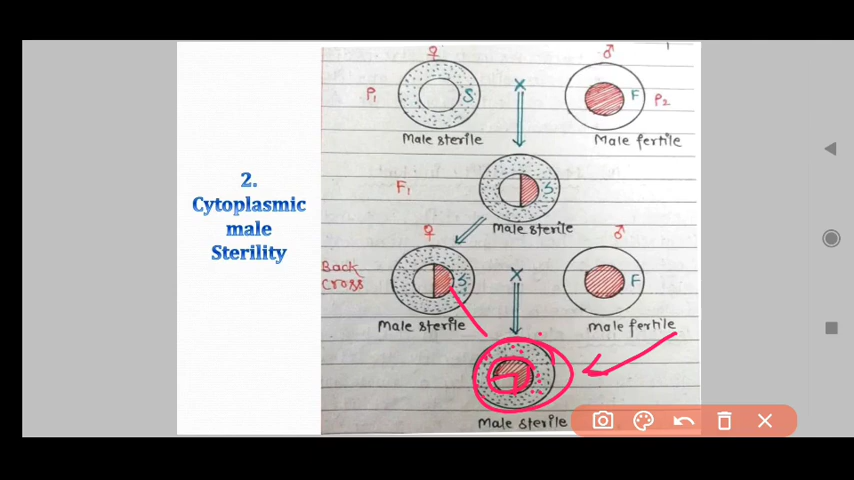 2.
Cytoplasmic
male
Sterility
♀ ♂
P₁ S X F P₂
Male sterile Male fertile
F₁ S
Male sterile
♀ ♂
Back
Cross S X F
Male sterile Male fertile
Male sterile